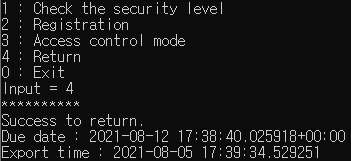 1 : Check the security level
2 : Registration
3 : Access control mode
4 : Return
0 : Exit
Input = 4
**********
Success to return.
Due date : 2021-08-12 17:38:40.025918+00:00
Export time : 2021-08-05 17:39:34.529251